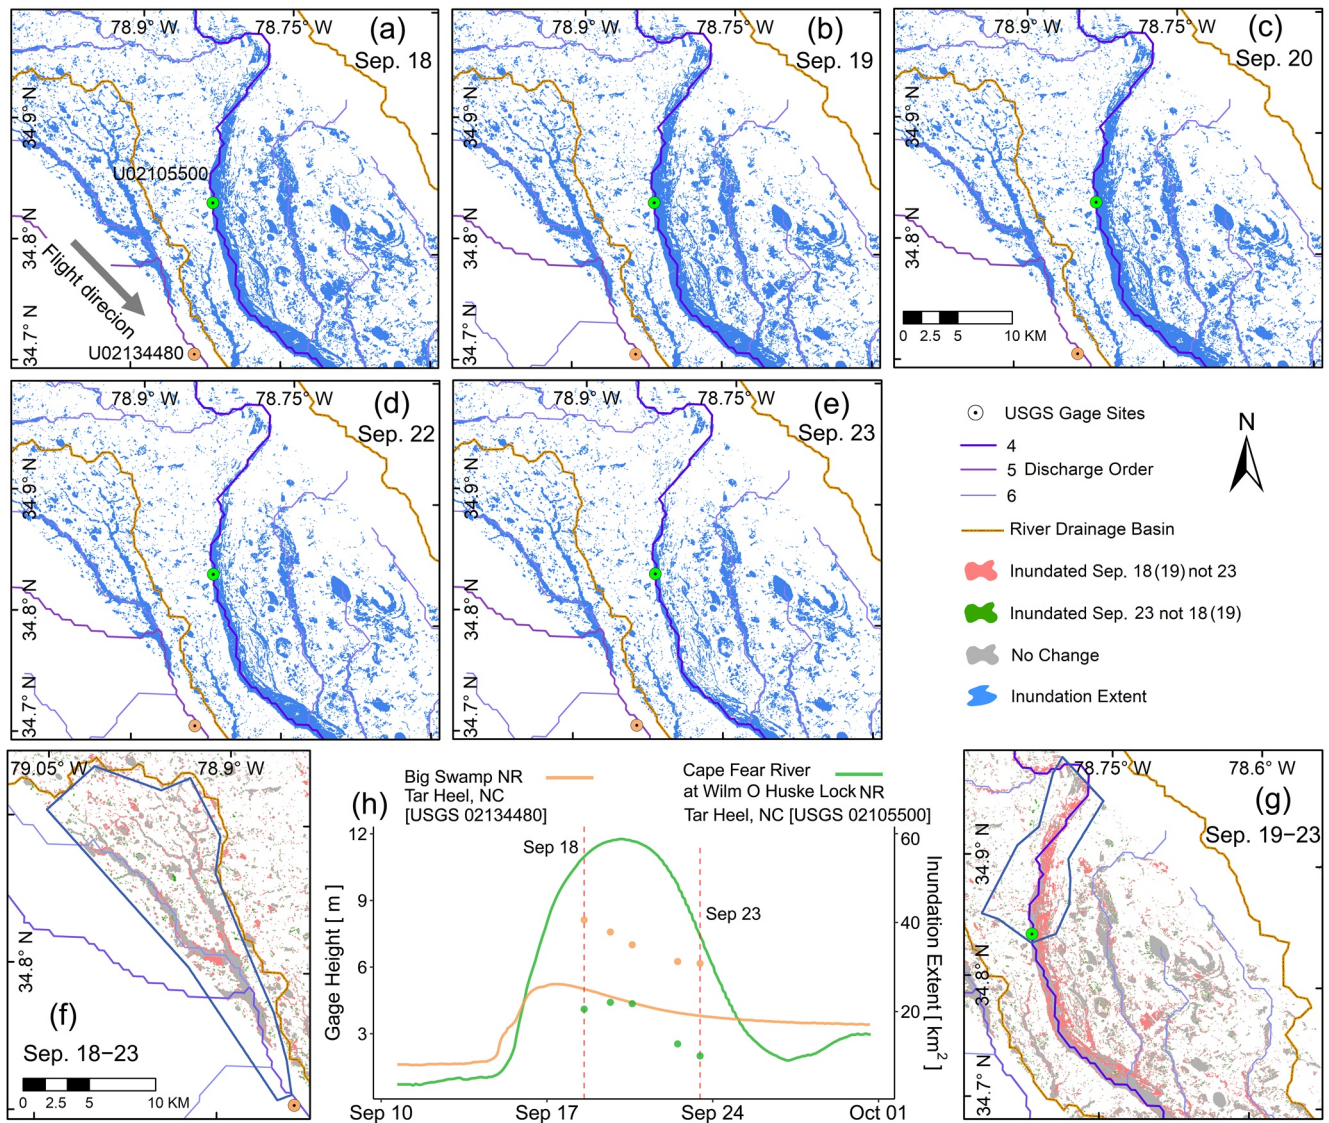 78.9° W
78.75° W
(a)
Sep. 18
34.9° N
34.8° N
34.7° N
U02105500
Flight direcion
U02134480
78.9° W
78.75° W
(b)
Sep. 19
34.9° N
34.8° N
34.7° N
78.9° W
78.75° W
(c)
Sep. 20
34.9° N
34.8° N
34.7° N
0 2.5 5 10 KM
78.9° W
78.75° W
(d)
Sep. 22
34.9° N
34.8° N
34.7° N
78.9° W
78.75° W
(e)
Sep. 23
34.9° N
34.8° N
34.7° N
USGS Gage Sites
4
5 Discharge Order
6
River Drainage Basin
Inundated Sep. 18(19) not 23
Inundated Sep. 23 not 18(19)
No Change
Inundation Extent
N
79.05° W
78.9° W
34.8° N
(f)
Sep. 18–23
0 2.5 5 10 KM
(h)
Big Swamp NR
Tar Heel, NC
[USGS 02134480]
Cape Fear River
at Wilm O Huske Lock NR
Tar Heel, NC [USGS 02105500]
Sep 18
Sep 23
Gage Height [ m ]
12
9
6
3
60
40
20
Inundation Extent [ km2 ]
Sep 10
Sep 17
Sep 24
Oct 01
78.75° W
78.6° W
(g)
Sep. 19–23
34.9° N
34.8° N
34.7° N